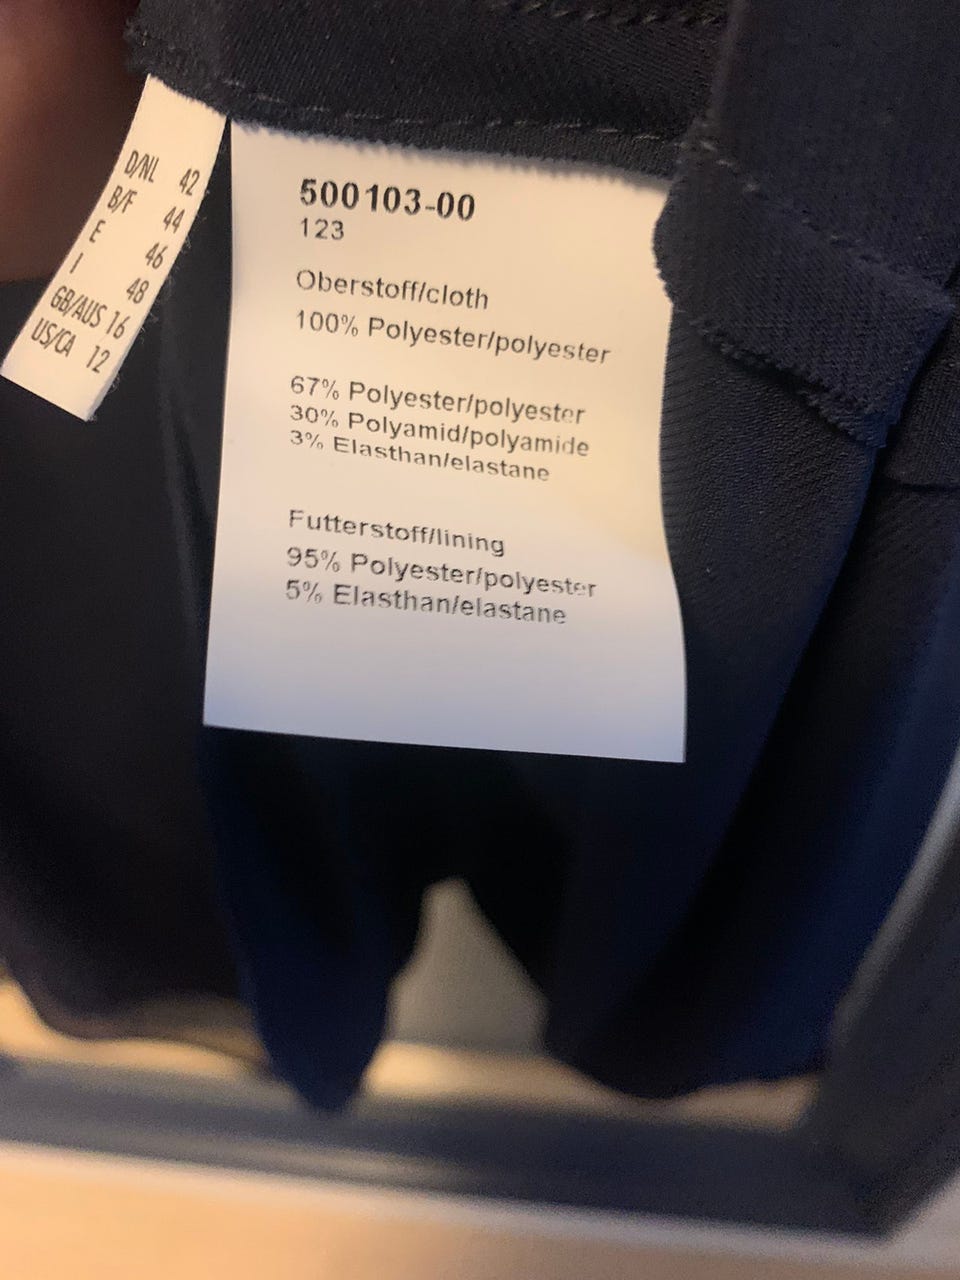 D/NL 42
B/F 44
E 46
I 48
GB/AUS 16
US/CA 12
500103-00
123
Oberstoff/cloth
100% Polyester/polyester
67% Polyester/polyester
30% Polyamid/polyamide
3% Elasthan/elastane
Futterstoff/lining
95% Polyester/polyester
5% Elasthan/elastane